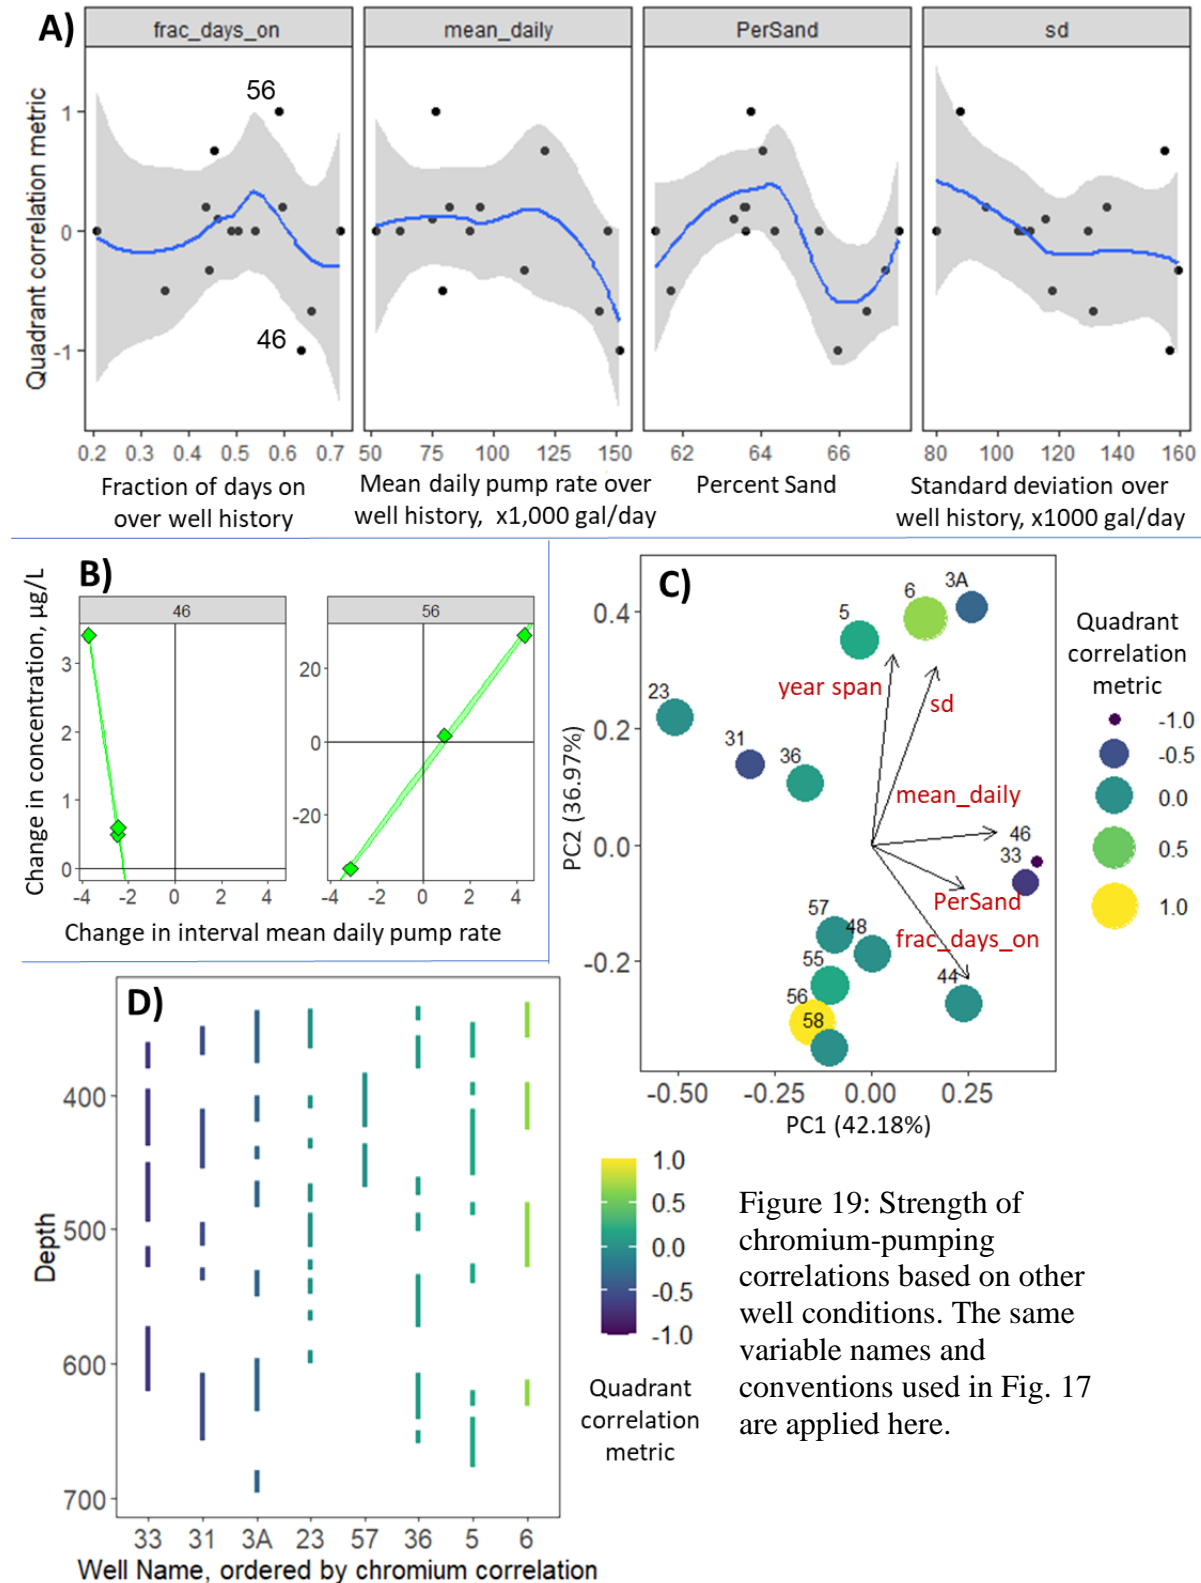 A)
frac_days_on mean_daily PerSand sd
Quadrant correlation metric
1
0
-1
56
46
0.2 0.3 0.4 0.5 0.6 0.7
50 75 100 125 150
62 64 66
80 100 120 140 160
Fraction of days on
over well history
Mean daily pump rate over
well history, x1,000 gal/day
Percent Sand
Standard deviation over
well history, x1000 gal/day
B)
Change in concentration, µg/L
46
3
2
1
0
-4 -2 0 2 4
56
20
0
-20
-4 -2 0 2 4
Change in interval mean daily pump rate
C)
PC2 (36.97%)
0.4
0.2
0.0
-0.2
5
6
3A
23
31
36
46
33
57
48
55
56
58
44
year span
sd
mean_daily
PerSand
frac_days_on
-0.50 -0.25 0.00 0.25
PC1 (42.18%)
Quadrant
correlation
metric
-1.0
-0.5
0.0
0.5
1.0
D)
Depth
400
500
600
700
33 31 3A 23 57 36 5 6
Well Name, ordered by chromium correlation
1.0
0.5
0.0
-0.5
-1.0
Quadrant
correlation
metric
Figure 19: Strength of
chromium-pumping
correlations based on other
well conditions. The same
variable names and
conventions used in Fig. 17
are applied here.